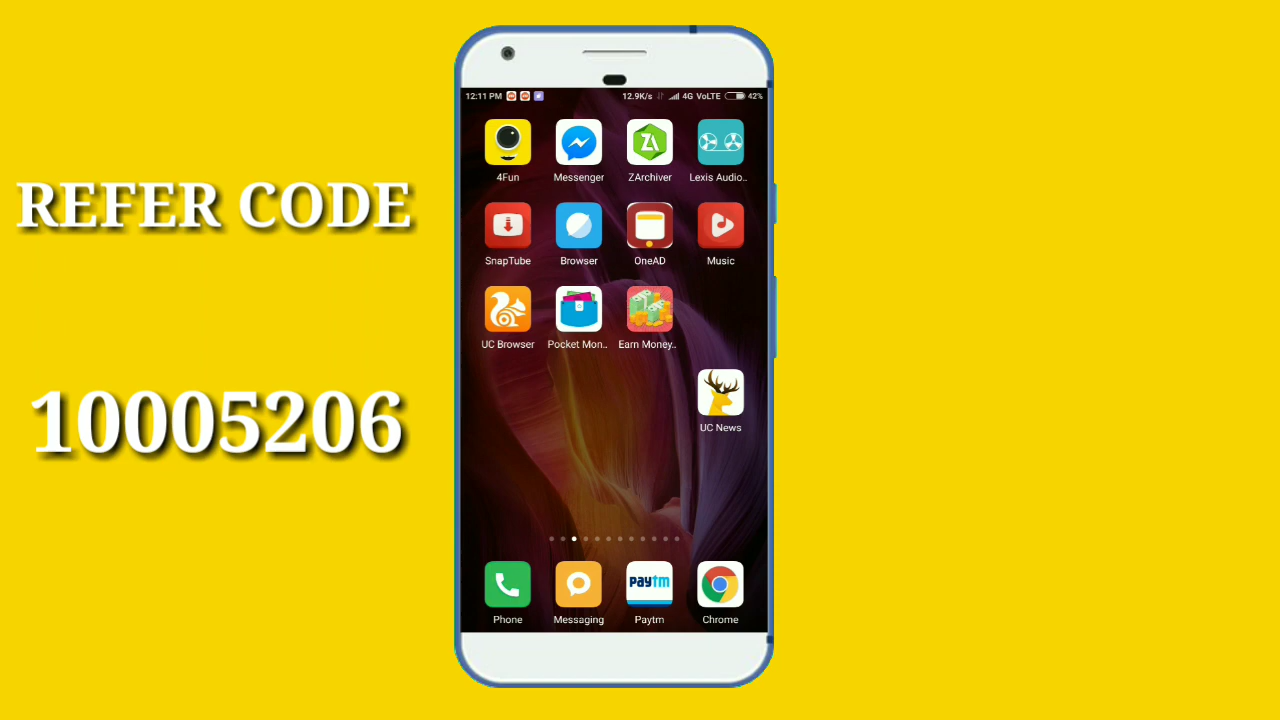 REFER CODE
10005206
12:11 PM 12.9K/s 4G VoLTE 42%
4Fun Messenger ZArchiver Lexis Audio..
SnapTube Browser OneAD Music
UC Browser Pocket Mon.. Earn Money..
UC News
paytm
Phone Messaging Paytm Chrome